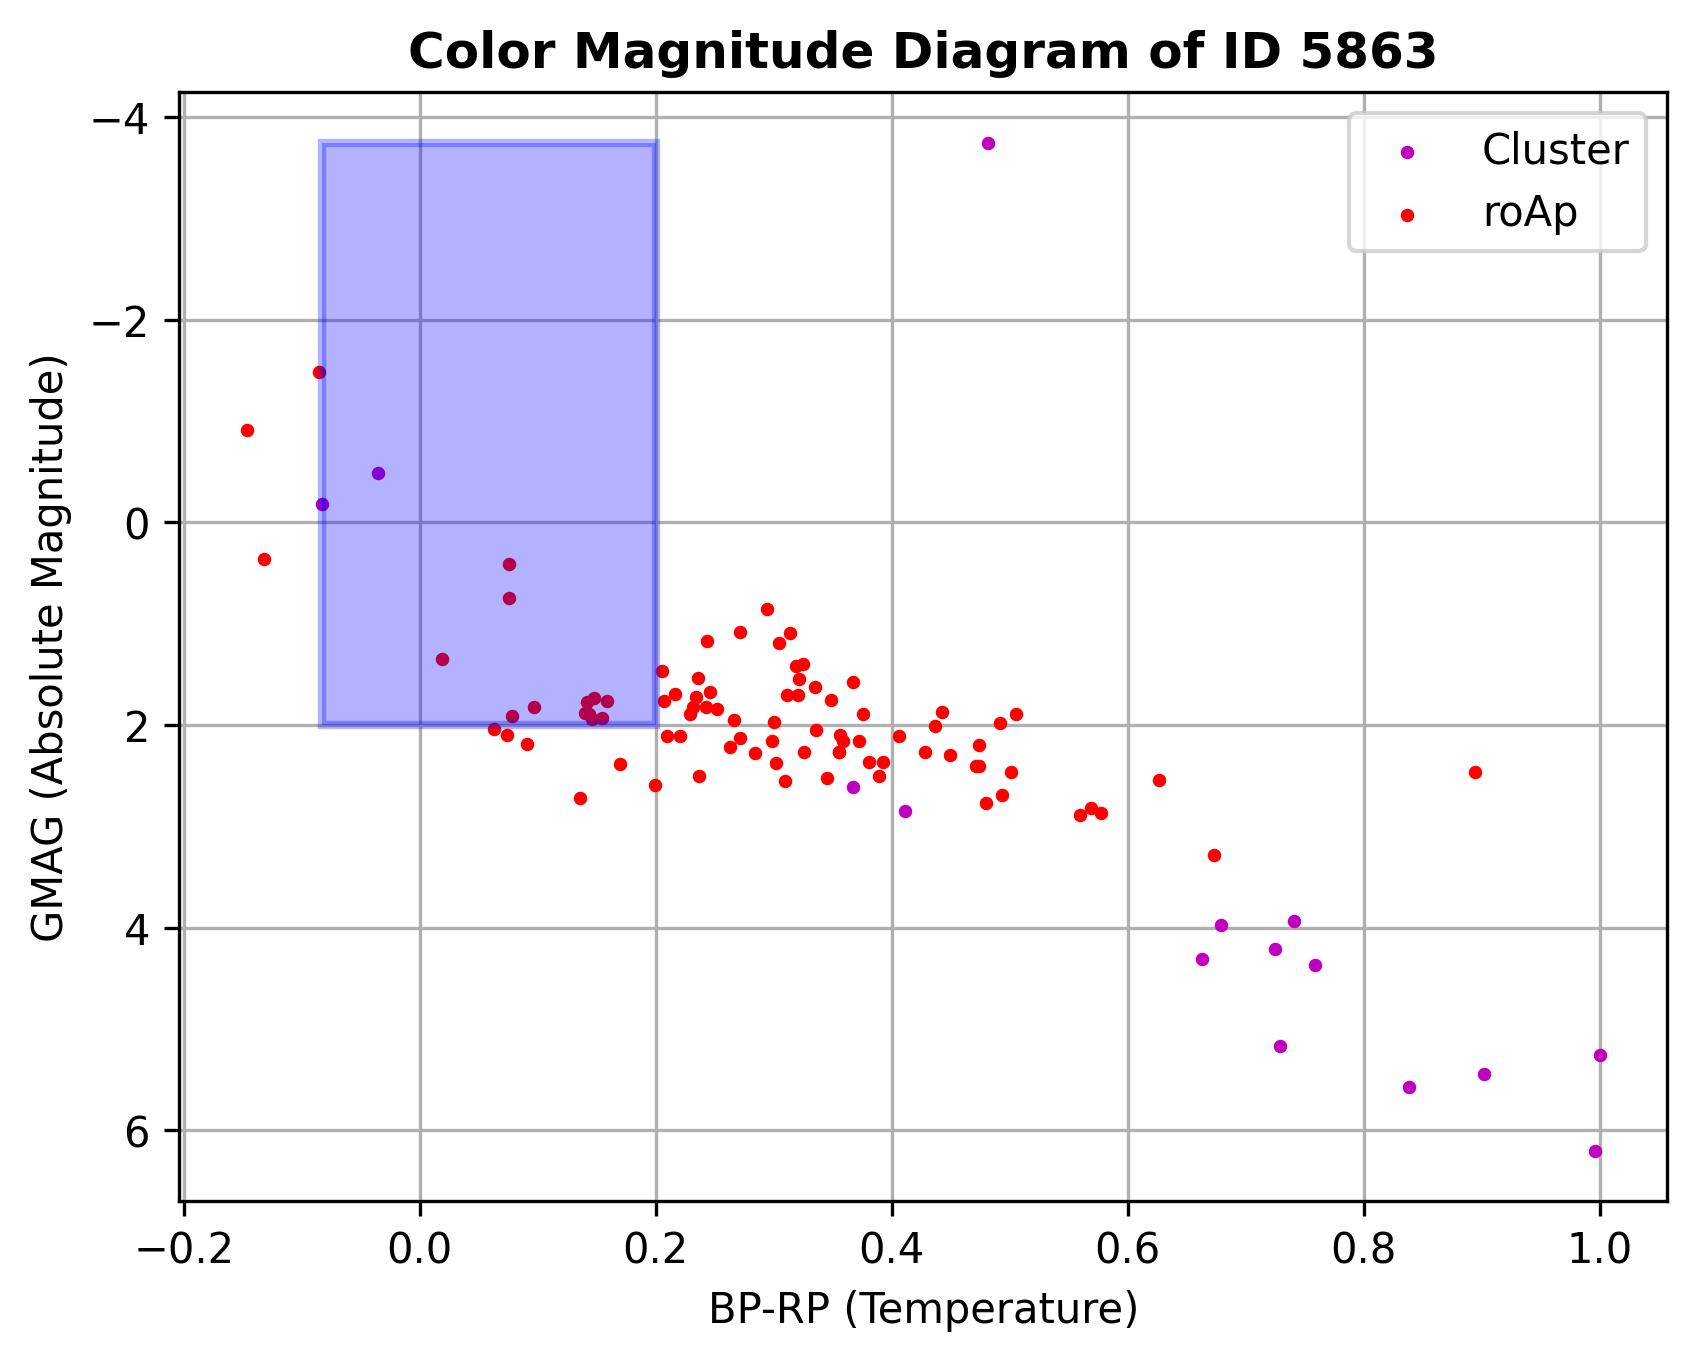 Color Magnitude Diagram of ID 5863
Cluster
roAp
GMAG (Absolute Magnitude)
−4
−2
0
2
4
6
−0.2 0.0 0.2 0.4 0.6 0.8 1.0
BP-RP (Temperature)